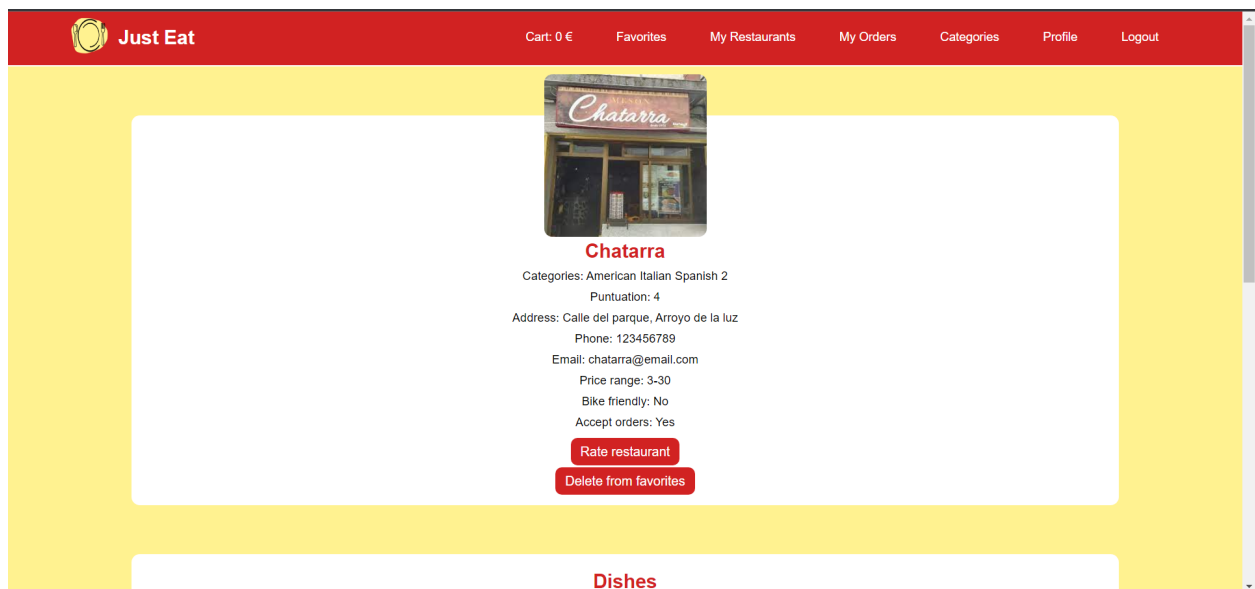 Just Eat
Cart: 0 €
Favorites
My Restaurants
My Orders
Categories
Profile
Logout
MESON
Chatarra
Chatarra
Categories: American Italian Spanish 2
Puntuation: 4
Address: Calle del parque, Arroyo de la luz
Phone: 123456789
Email: chatarra@email.com
Price range: 3-30
Bike friendly: No
Accept orders: Yes
Rate restaurant
Delete from favorites
Dishes